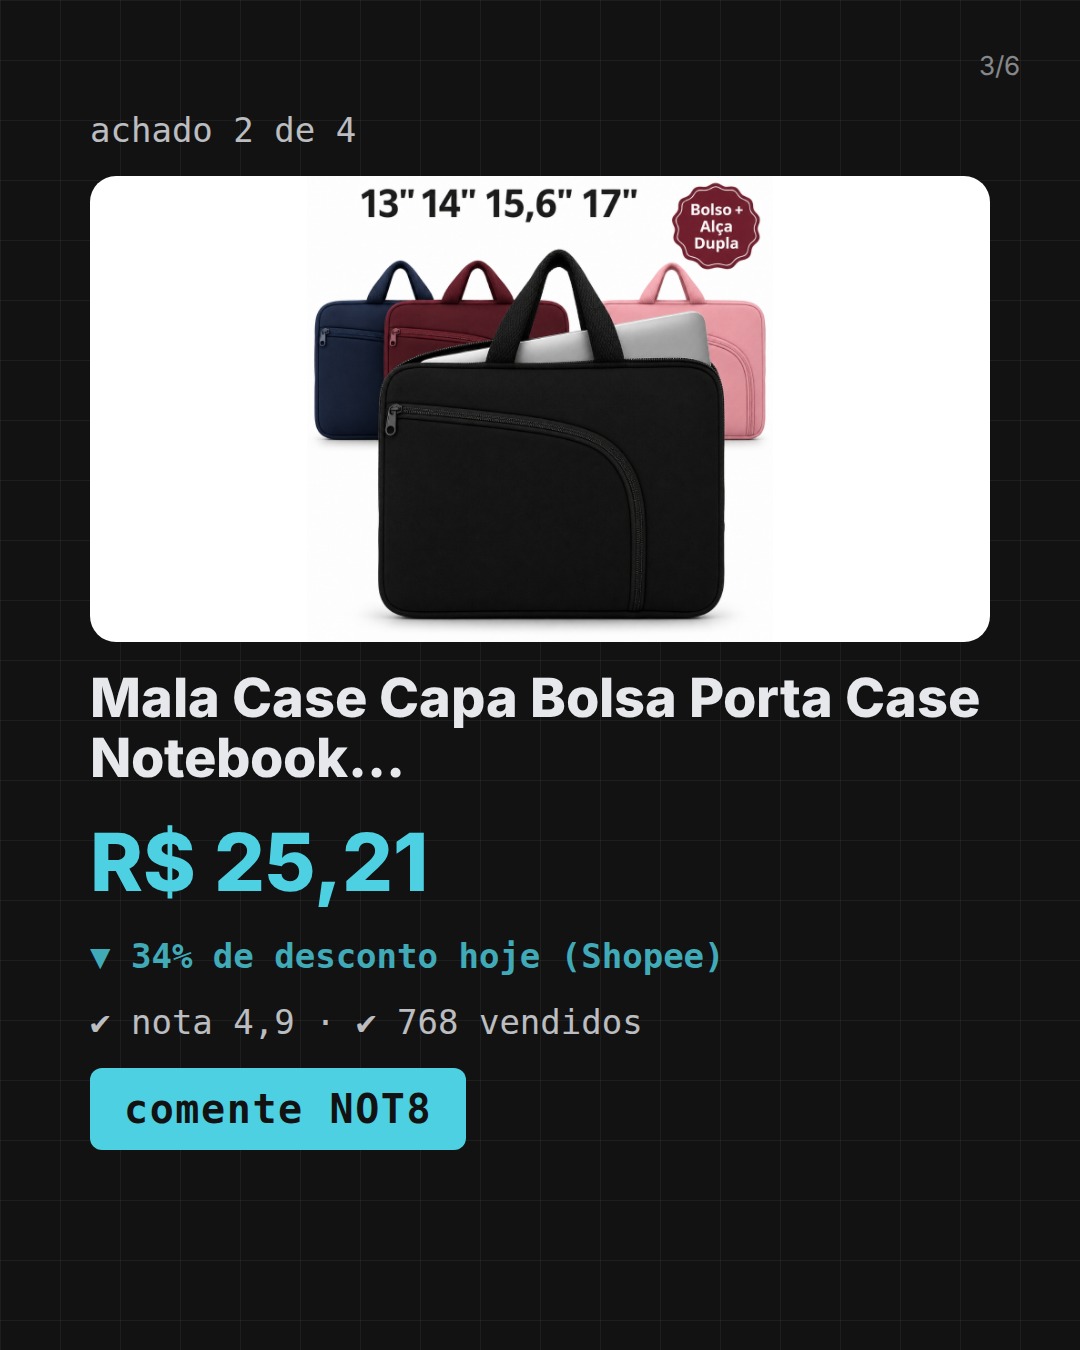 3/6
achado 2 de 4
13" 14" 15,6" 17"
Bolso +
Alça
Dupla
Mala Case Capa Bolsa Porta Case
Notebook...
R$ 25,21
▼ 34% de desconto hoje (Shopee)
✔ nota 4,9 · ✔ 768 vendidos
comente NOT8